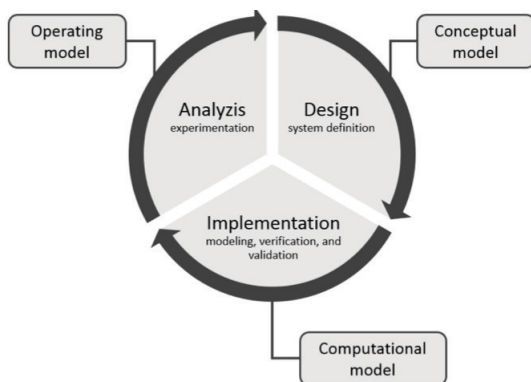 Operating
model
Conceptual
model
Analyzis
experimentation
Design
system definition
Implementation
modeling, verification, and
validation
Computational
model